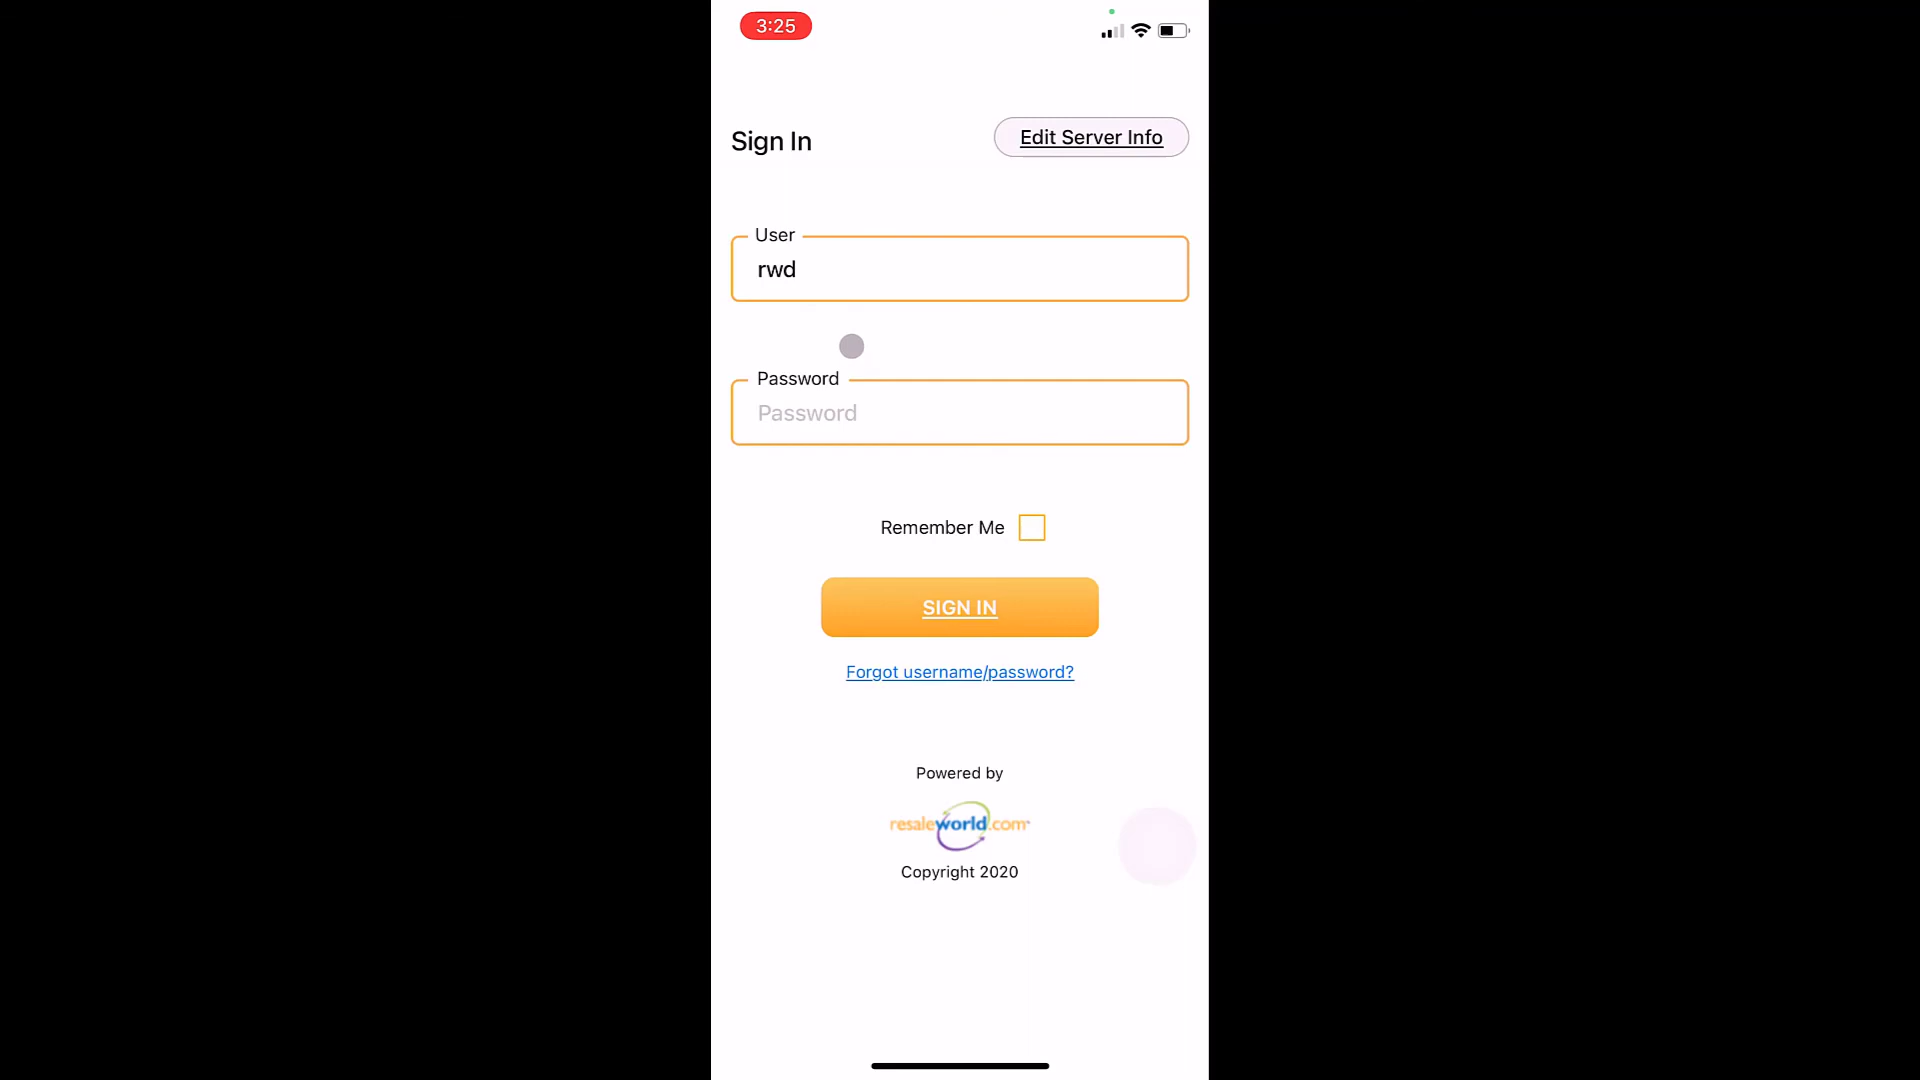 3:25
Sign In
Edit Server Info
User
rwd
Password
Password
Remember Me
SIGN IN
Forgot username/password?
Powered by
resaleworld.com
Copyright 2020